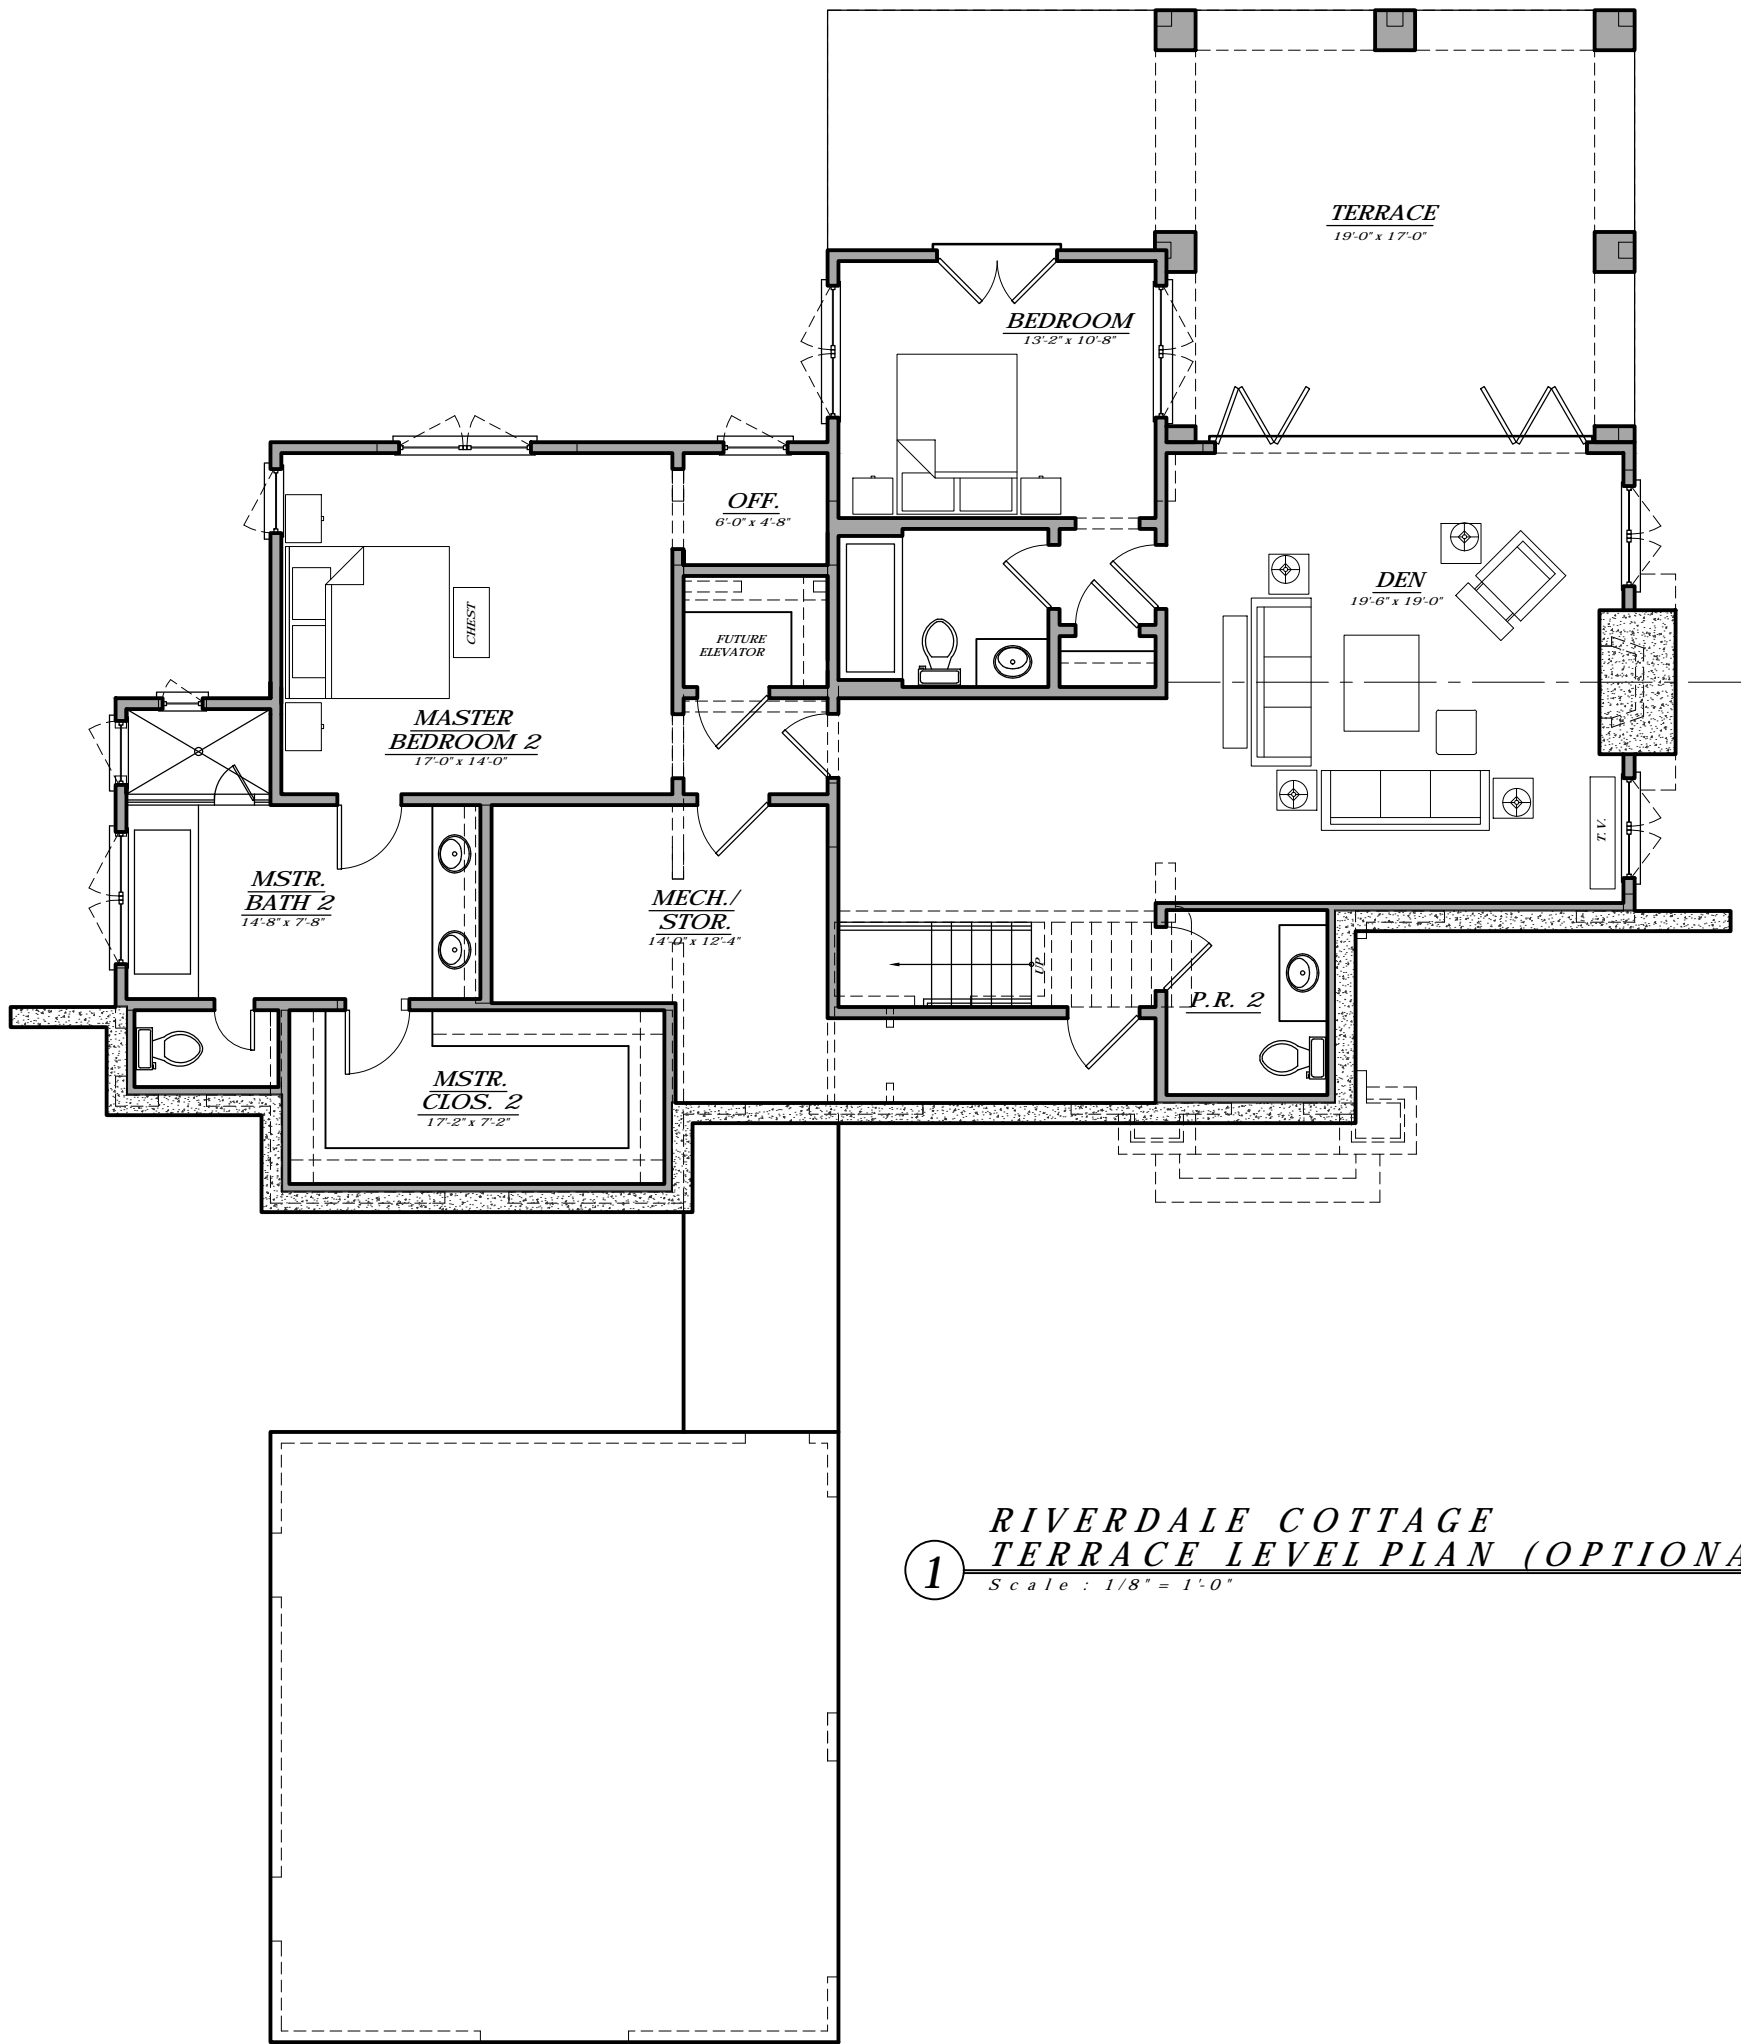 TERRACE
19'-0" x 17'-0"
BEDROOM
13'-2" x 10'-8"
OFF.
6'-0" x 4'-8"
DEN
19'-6" x 19'-0"
CHEST
FUTURE
ELEVATOR
MASTER
BEDROOM 2
17'-0" x 14'-0"
T.V.
MSTR.
BATH 2
14'-8" x 7'-8"
MECH./
STOR.
14'-0" x 12'-4"
UP
P.R. 2
MSTR.
CLOS. 2
17'-2" x 7'-2"
1
RIVERDALE COTTAGE
TERRACE LEVEL PLAN (OPTIONA
Scale : 1/8" = 1'-0"